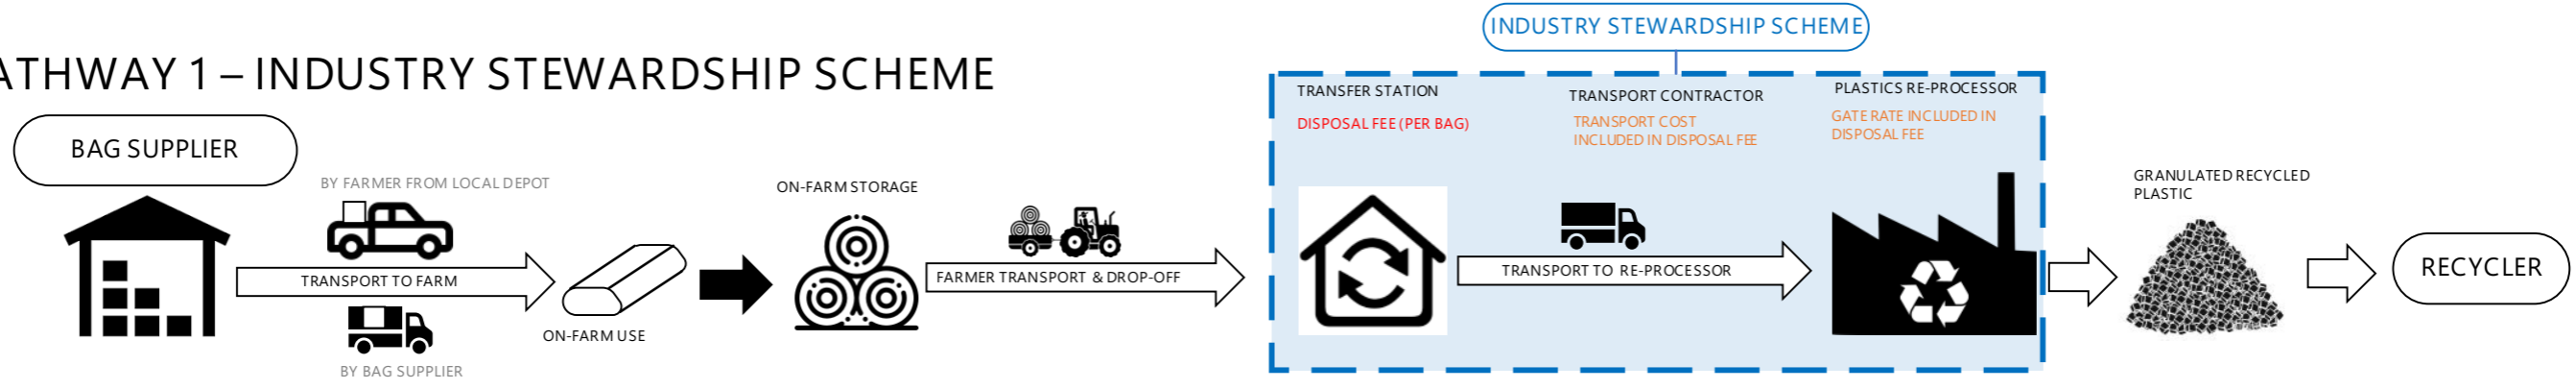 INDUSTRY STEWARDSHIP SCHEME
ATHWAY 1 – INDUSTRY STEWARDSHIP SCHEME
BAG SUPPLIER
BY FARMER FROM LOCAL DEPOT
TRANSPORT TO FARM
BY BAG SUPPLIER
ON-FARM USE
ON-FARM STORAGE
FARMER TRANSPORT & DROP-OFF
TRANSFER STATION
DISPOSAL FEE (PER BAG)
TRANSPORT CONTRACTOR
TRANSPORT COST
INCLUDED IN DISPOSAL FEE
TRANSPORT TO RE-PROCESSOR
PLASTICS RE-PROCESSOR
GATE RATE INCLUDED IN
DISPOSAL FEE
GRANULATED RECYCLED
PLASTIC
RECYCLER